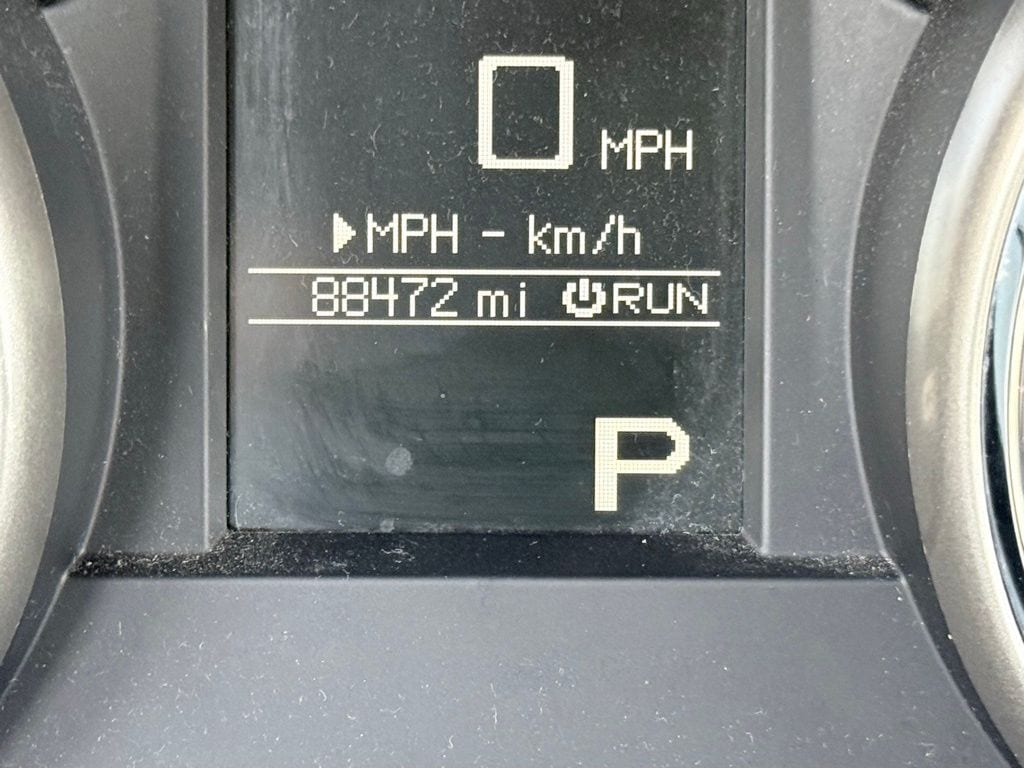 0 MPH
▶MPH - km/h
88472 mi ⏻RUN
P